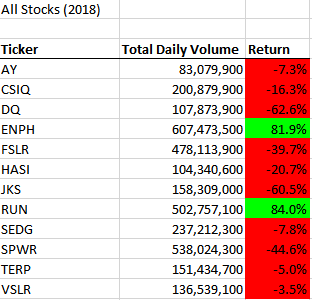 All Stocks (2018)
Ticker Total Daily Volume Return
AY 83,079,900 -7.3%
CSIQ 200,879,900 -16.3%
DQ 107,873,900 -62.6%
ENPH 607,473,500 81.9%
FSLR 478,113,900 -39.7%
HASI 104,340,600 -20.7%
JKS 158,309,000 -60.5%
RUN 502,757,100 84.0%
SEDG 237,212,300 -7.8%
SPWR 538,024,300 -44.6%
TERP 151,434,700 -5.0%
VSLR 136,539,100 -3.5%